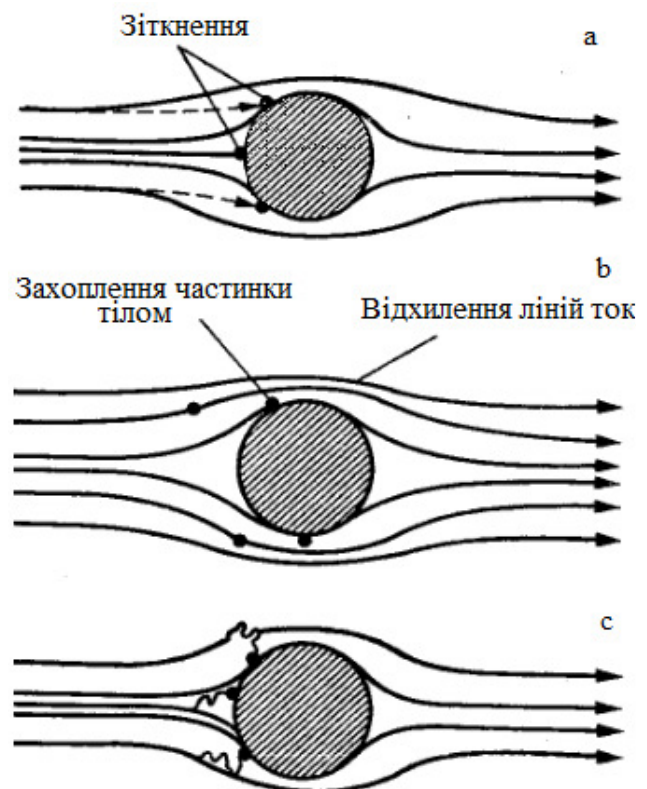 Зіткнення
a
b
Захоплення частинки
тілом
Відхилення ліній ток
c